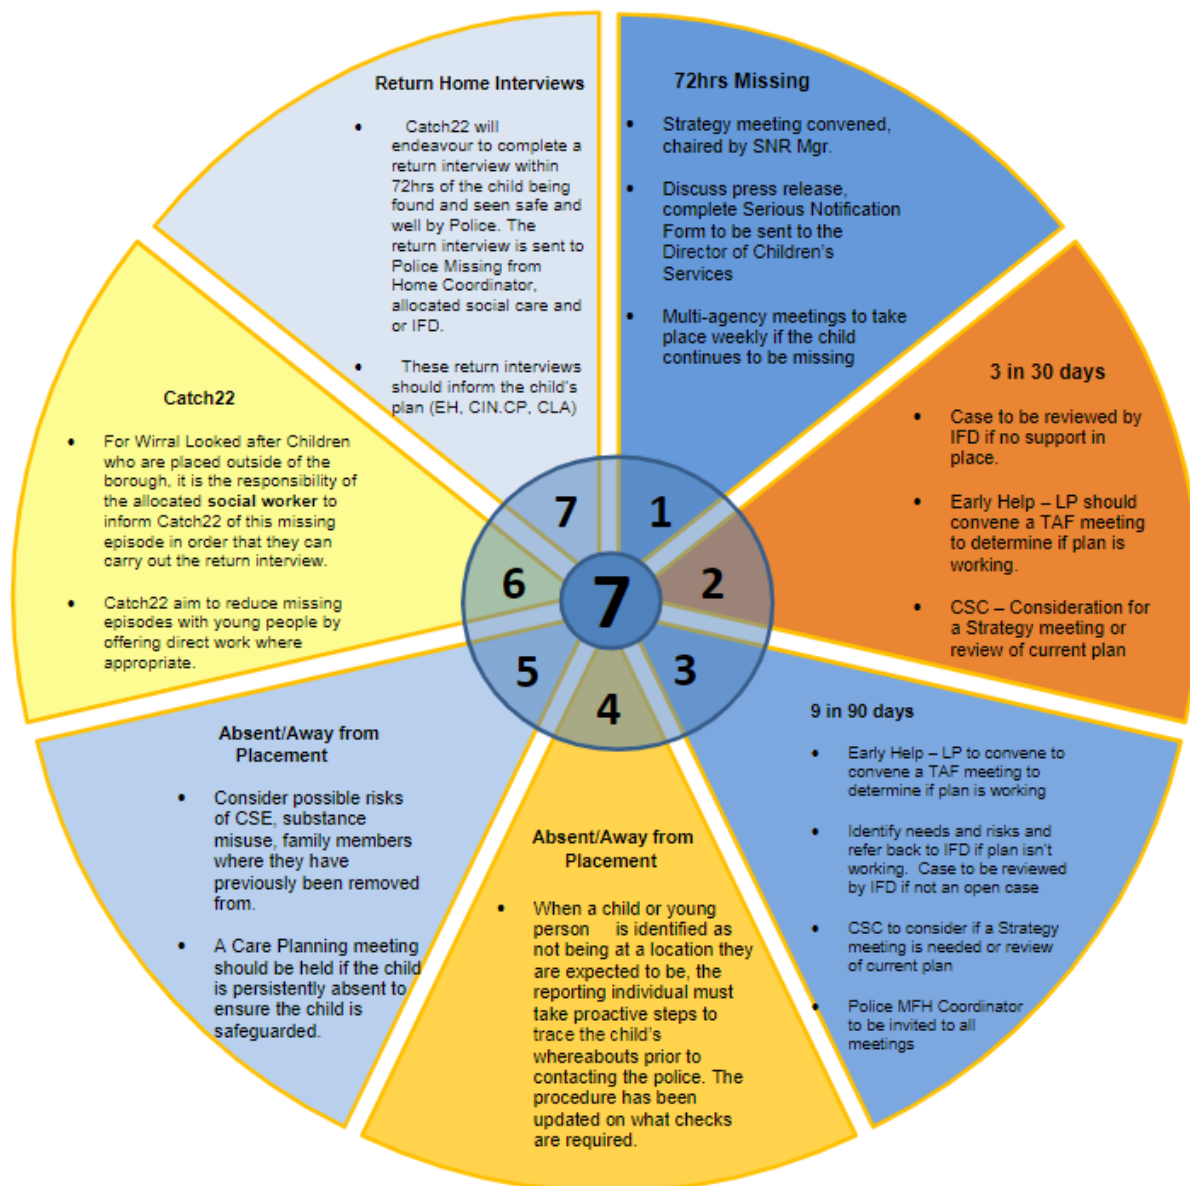 72hrs Missing
• Strategy meeting convened,
chaired by SNR Mgr.
• Discuss press release,
complete Serious Notification
Form to be sent to the
Director of Children's
Services
• Multi-agency meetings to take
place weekly if the child
continues to be missing
3 in 30 days
• Case to be reviewed by
IFD if no support in
place.
• Early Help – LP should
convene a TAF meeting
to determine if plan is
working.
• CSC – Consideration for
a Strategy meeting or
review of current plan
9 in 90 days
• Early Help – LP to convene to
convene a TAF meeting to
determine if plan is working
• Identify needs and risks and
refer back to IFD if plan isn't
working. Case to be reviewed
by IFD if not an open case
• CSC to consider if a Strategy
meeting is needed or review
of current plan
• Police MFH Coordinator
to be invited to all
meetings
Absent/Away from
Placement
• When a child or young
person is identified as
not being at a location they
are expected to be, the
reporting individual must
take proactive steps to
trace the child's
whereabouts prior to
contacting the police. The
procedure has been
updated on what checks
are required.
Absent/Away from
Placement
• Consider possible risks
of CSE, substance
misuse, family members
where they have
previously been removed
from.
• A Care Planning meeting
should be held if the child
is persistently absent to
ensure the child is
safeguarded.
Catch22
• For Wirral Looked after Children
who are placed outside of the
borough, it is the responsibility of
the allocated social worker to
inform Catch22 of this missing
episode in order that they can
carry out the return interview.
• Catch22 aim to reduce missing
episodes with young people by
offering direct work where
appropriate.
Return Home Interviews
• Catch22 will
endeavour to complete a
return interview within
72hrs of the child being
found and seen safe and
well by Police. The
return interview is sent to
Police Missing from
Home Coordinator,
allocated social care and
or IFD.
• These return interviews
should inform the child's
plan (EH, CIN.CP, CLA)
1
2
3
4
5
6
7
7